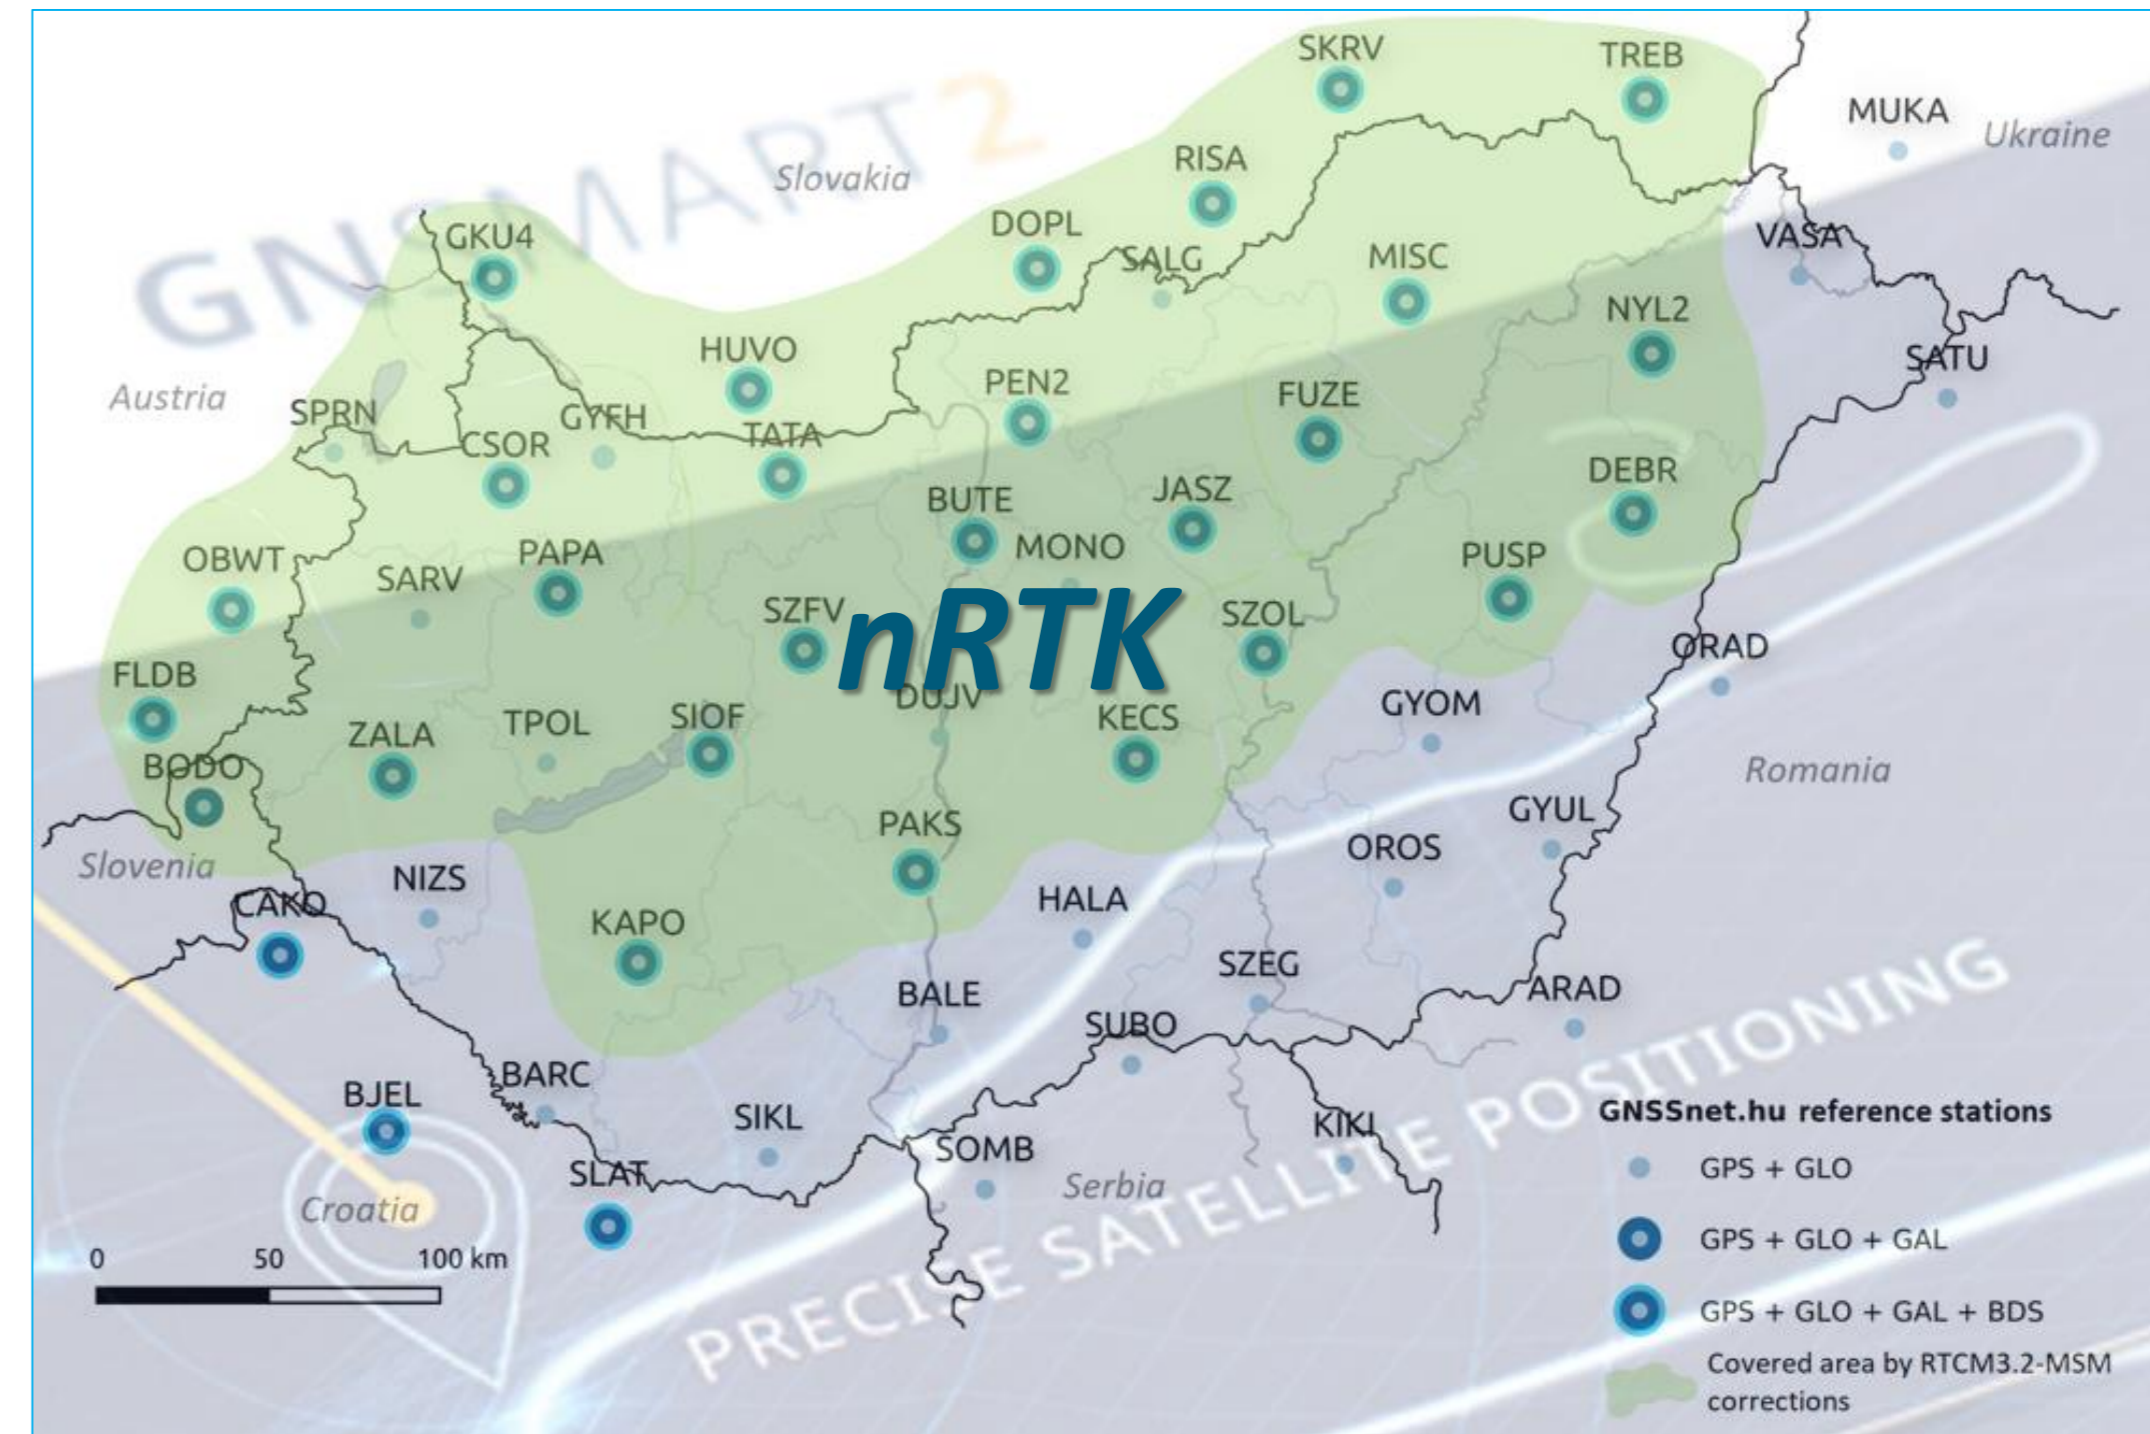 SKRV
TREB
MUKA
Ukraine
GNSMART2
RISA
Slovakia
DOPL
GKU4
SALG
MISC
VASA
NYL2
HUVO
SATU
PEN2
FUZE
Austria
SPRN
GYFH
CSOR
TATA
DEBR
BUTE
JASZ
MONO
OBWT
PAPA
PUSP
SARV
SZFV
nRTK
SZOL
ORAD
FLDB
DUJV
GYOM
ZALA
TPOL
SIOF
KECS
BODO
Romania
PAKS
GYUL
OROS
Slovenia
NIZS
CAKO
HALA
KAPO
SZEG
BALE
ARAD
SUBO
BARC
BJEL
SIKL
KIKI
SOMB
SLAT
Serbia
Croatia
PRECISE SATELLITE POSITIONING
0 50 100 km
GNSSnet.hu reference stations
GPS + GLO
GPS + GLO + GAL
GPS + GLO + GAL + BDS
Covered area by RTCM3.2-MSM
corrections